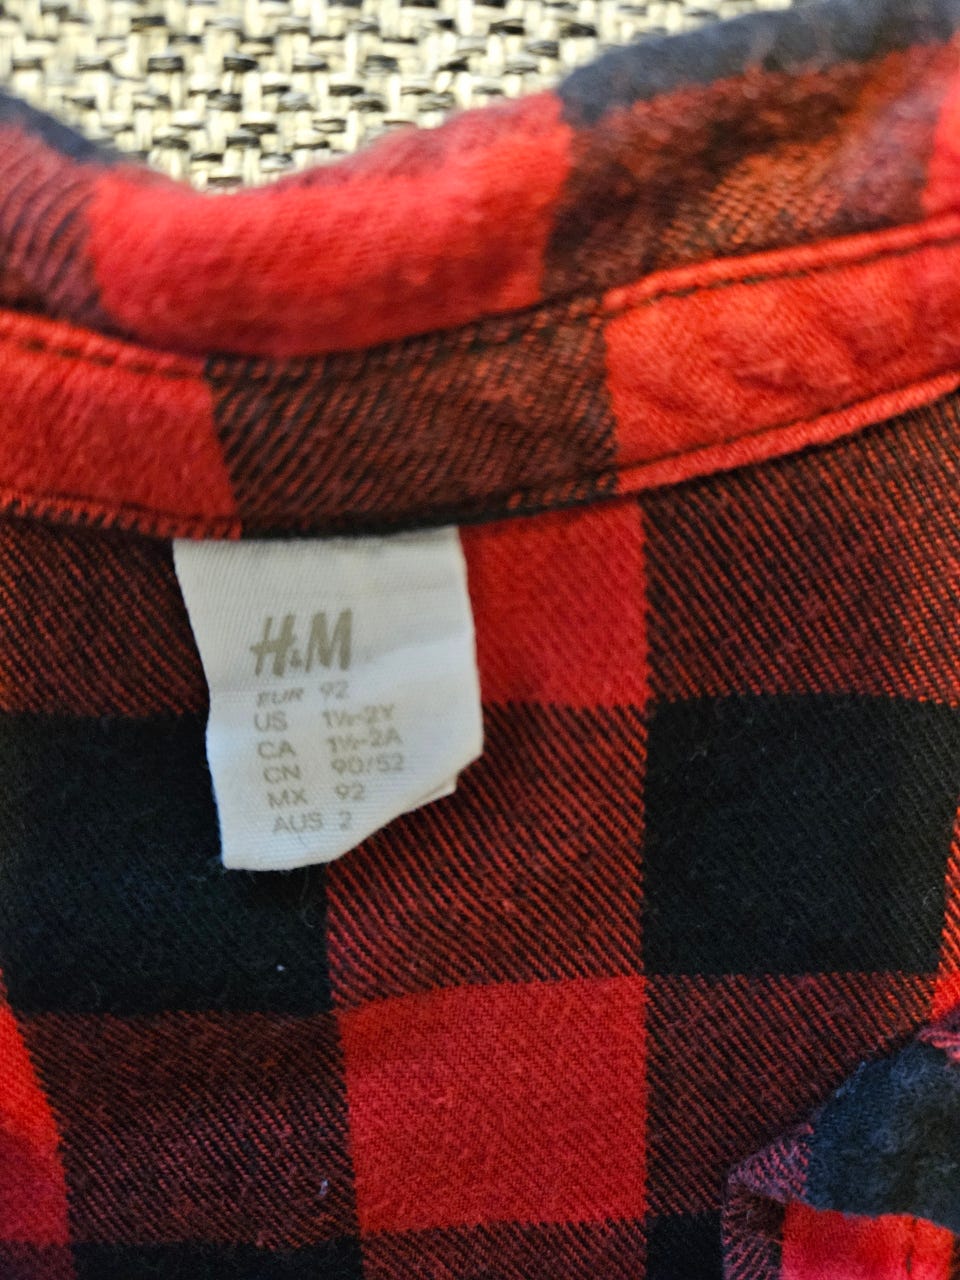 H&M
EUR 92
US 1½-2Y
CA 1½-2A
CN 90/52
MX 92
AUS 2